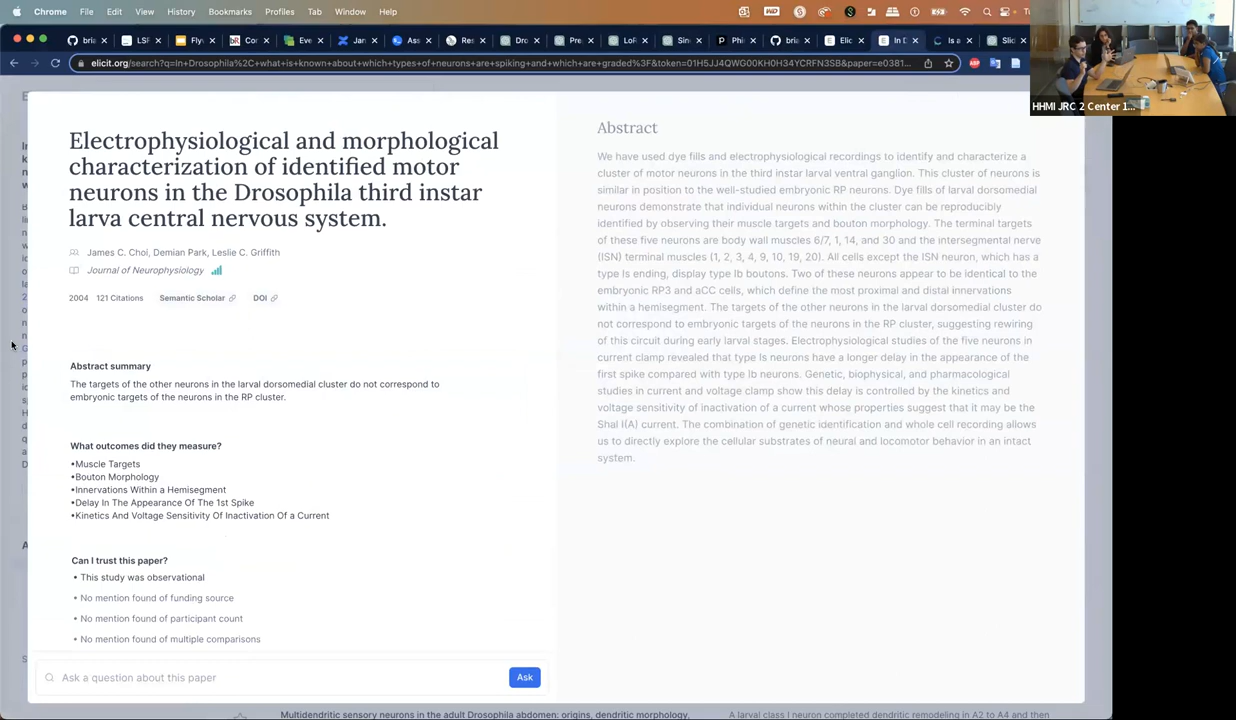 Chrome File Edit View History Bookmarks Profiles Tab Window Help
bria LSF Flyv Cor Eve Jan Ass Res Dro Pre LoR Sin Phi bria Elic In D Is a Slic
elicit.org/search?q=In+Drosophila%2C+what+is+known+about+which+types+of+neurons+are+spiking+and+which+are+graded%3F&token=01H5JJ4QWG00KH0H34YCRFN3SB&paper=e0381...
HHMI JRC 2 Center 1...
Electrophysiological and morphological
characterization of identified motor
neurons in the Drosophila third instar
larva central nervous system.
James C. Choi, Demian Park, Leslie C. Griffith
Journal of Neurophysiology
2004 121 Citations Semantic Scholar DOI
Abstract summary
The targets of the other neurons in the larval dorsomedial cluster do not correspond to
embryonic targets of the neurons in the RP cluster.
What outcomes did they measure?
•Muscle Targets
•Bouton Morphology
•Innervations Within a Hemisegment
•Delay In The Appearance Of The 1st Spike
•Kinetics And Voltage Sensitivity Of Inactivation Of a Current
Can I trust this paper?
• This study was observational
• No mention found of funding source
• No mention found of participant count
• No mention found of multiple comparisons
Ask a question about this paper
Ask
Abstract
We have used dye fills and electrophysiological recordings to identify and characterize a
cluster of motor neurons in the third instar larval ventral ganglion. This cluster of neurons is
similar in position to the well-studied embryonic RP neurons. Dye fills of larval dorsomedial
neurons demonstrate that individual neurons within the cluster can be reproducibly
identified by observing their muscle targets and bouton morphology. The terminal targets
of these five neurons are body wall muscles 6/7, 1, 14, and 30 and the intersegmental nerve
(ISN) terminal muscles (1, 2, 3, 4, 9, 10, 19, 20). All cells except the ISN neuron, which has a
type Is ending, display type Ib boutons. Two of these neurons appear to be identical to the
embryonic RP3 and aCC cells, which define the most proximal and distal innervations
within a hemisegment. The targets of the other neurons in the larval dorsomedial cluster do
not correspond to embryonic targets of the neurons in the RP cluster, suggesting rewiring
of this circuit during early larval stages. Electrophysiological studies of the five neurons in
current clamp revealed that type Is neurons have a longer delay in the appearance of the
first spike compared with type Ib neurons. Genetic, biophysical, and pharmacological
studies in current and voltage clamp show this delay is controlled by the kinetics and
voltage sensitivity of inactivation of a current whose properties suggest that it may be the
Shal I(A) current. The combination of genetic identification and whole cell recording allows
us to directly explore the cellular substrates of neural and locomotor behavior in an intact
system.
Multidendritic sensory neurons in the adult Drosophila abdomen: origins, dendritic morphology,
A larval class I neuron completed dendritic remodeling in A2 to A4 and then